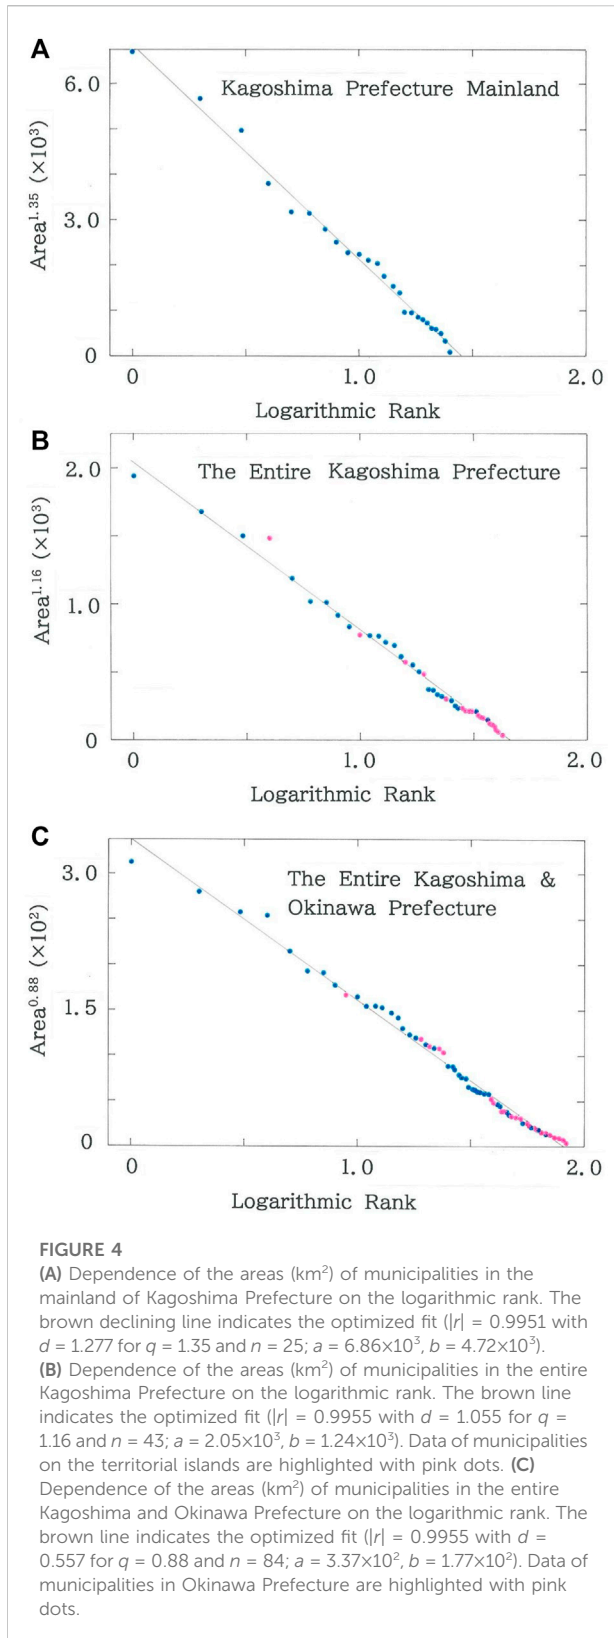 A
Kagoshima Prefecture Mainland
6.0
3.0
0
Area^1.35 (×10³)
0 1.0 2.0
Logarithmic Rank
B
The Entire Kagoshima Prefecture
2.0
1.0
0
Area^1.16 (×10³)
0 1.0 2.0
Logarithmic Rank
C
The Entire Kagoshima &
Okinawa Prefecture
3.0
1.5
0
Area^0.88 (×10²)
0 1.0 2.0
Logarithmic Rank
FIGURE 4
(A) Dependence of the areas (km²) of municipalities in the
mainland of Kagoshima Prefecture on the logarithmic rank. The
brown declining line indicates the optimized fit (|r| = 0.9951 with
d = 1.277 for q = 1.35 and n = 25; a = 6.86×10³, b = 4.72×10³).
(B) Dependence of the areas (km²) of municipalities in the entire
Kagoshima Prefecture on the logarithmic rank. The brown line
indicates the optimized fit (|r| = 0.9955 with d = 1.055 for q =
1.16 and n = 43; a = 2.05×10³, b = 1.24×10³). Data of municipalities
on the territorial islands are highlighted with pink dots. (C)
Dependence of the areas (km²) of municipalities in the entire
Kagoshima and Okinawa Prefecture on the logarithmic rank. The
brown line indicates the optimized fit (|r| = 0.9955 with d =
0.557 for q = 0.88 and n = 84; a = 3.37×10², b = 1.77×10²). Data of
municipalities in Okinawa Prefecture are highlighted with pink
dots.